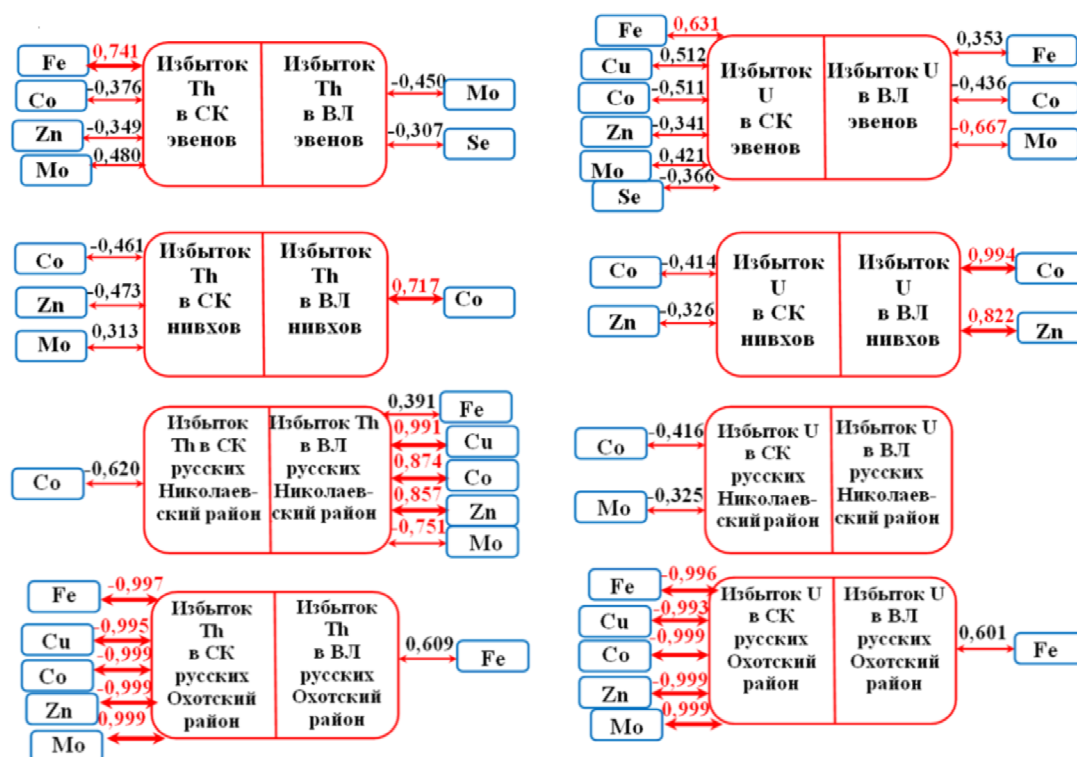 Fe 0,741
Co -0,376
Zn -0,349
Mo 0,480
Избыток
Th
в СК
эвенов
Избыток
Th
в ВЛ
эвенов
-0,450 Mo
-0,307 Se
Fe 0,631
Cu 0,512
Co -0,511
Zn -0,341
Mo 0,421
Se -0,366
Избыток
U
в СК
эвенов
Избыток U
в ВЛ
эвенов
0,353 Fe
-0,436 Co
-0,667 Mo
Co -0,461
Zn -0,473
Mo 0,313
Избыток
Th
в СК
нивхов
Избыток
Th
в ВЛ
нивхов
0,717 Co
Co -0,414
Zn -0,326
Избыток
U
в СК
нивхов
Избыток
U
в ВЛ
нивхов
0,994 Co
0,822 Zn
Co -0,620
Избыток
Th в СК
русских
Николаев-
ский район
Избыток Th
в ВЛ
русских
Николаев-
ский район
0,391 Fe
0,991 Cu
0,874 Co
0,857 Zn
-0,751 Mo
Co -0,416
Mo -0,325
Избыток U
в СК
русских
Николаев-
ский район
Избыток U
в ВЛ
русских
Николаев-
ский район
Fe -0,997
Cu -0,995
Co -0,999
Zn -0,999
Mo 0,999
Избыток
Th
в СК
русских
Охотский
район
Избыток
Th
в ВЛ
русских
Охотский
район
0,609 Fe
Fe -0,996
Cu -0,993
Co -0,999
Zn -0,999
Mo 0,999
Избыток U
в СК
русских
Охотский
район
Избыток U
в ВЛ
русских
Охотский
район
0,601 Fe